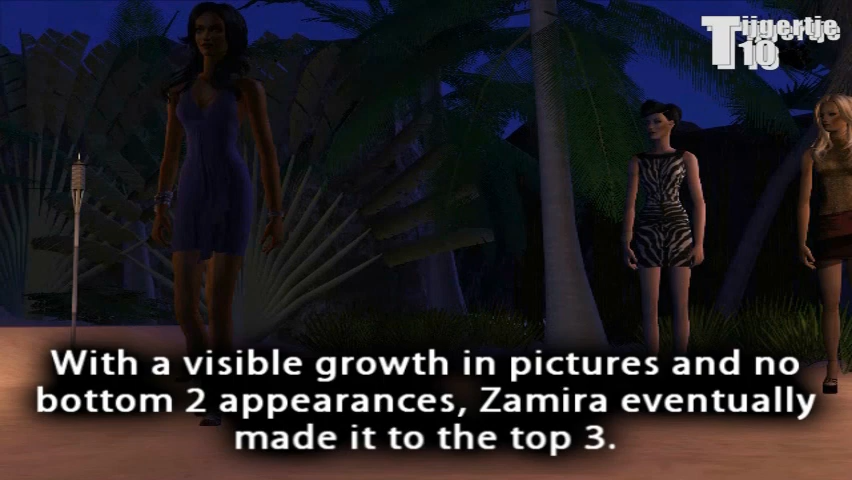 Tijgertje
10
With a visible growth in pictures and no
bottom 2 appearances, Zamira eventually
made it to the top 3.